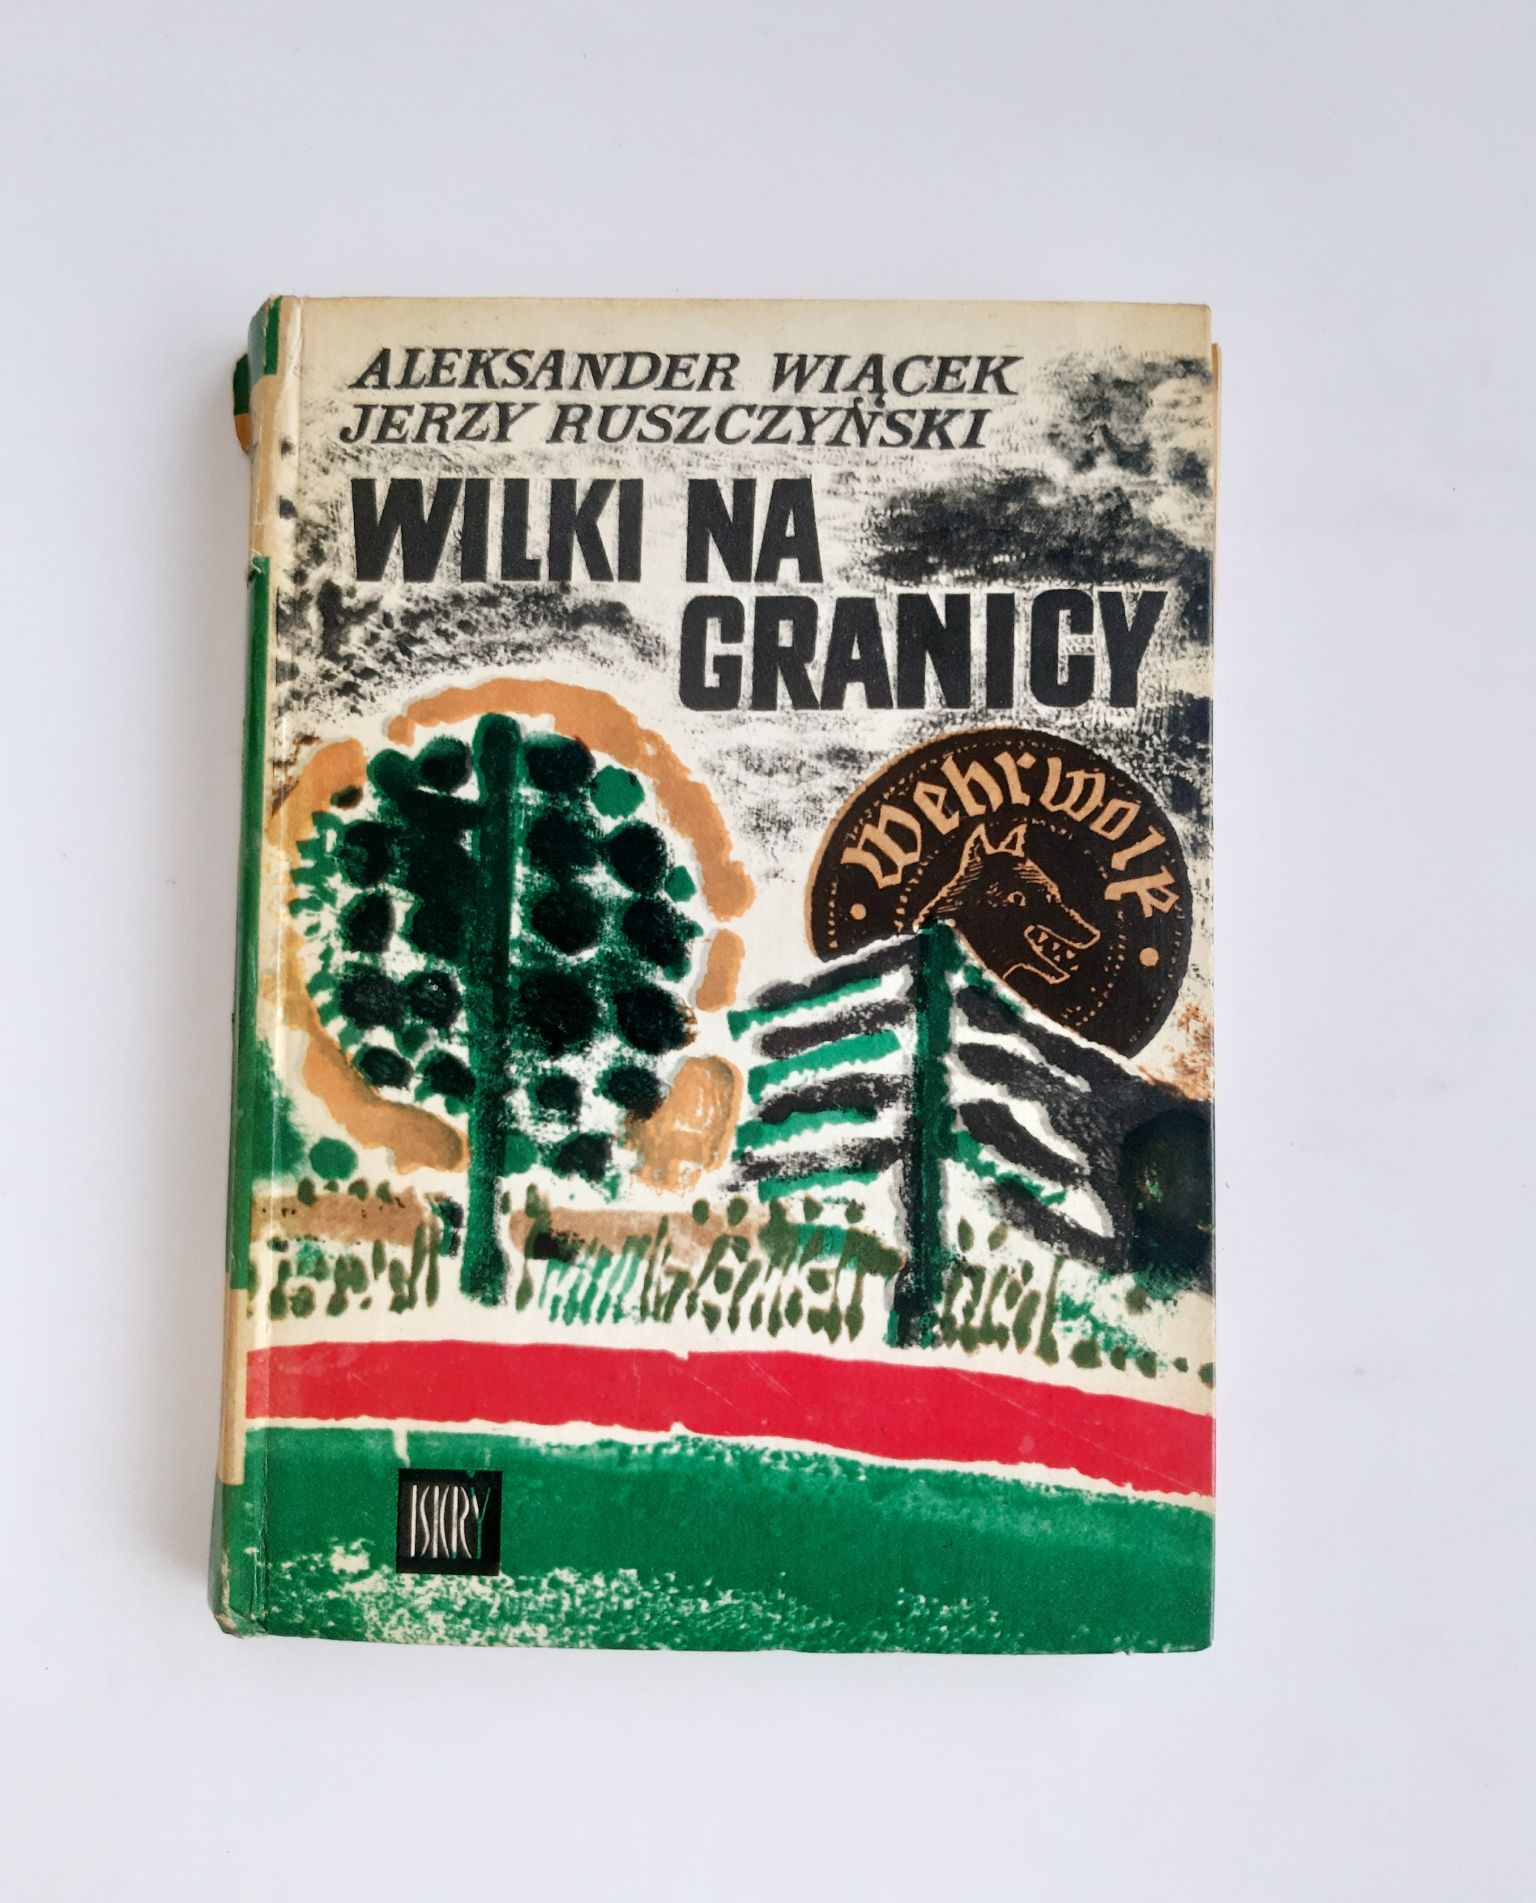 ALEKSANDER WIĄCEK
JERZY RUSZCZYŃSKI
WILKI NA
GRANICY
Wehrwolf
ISKRY